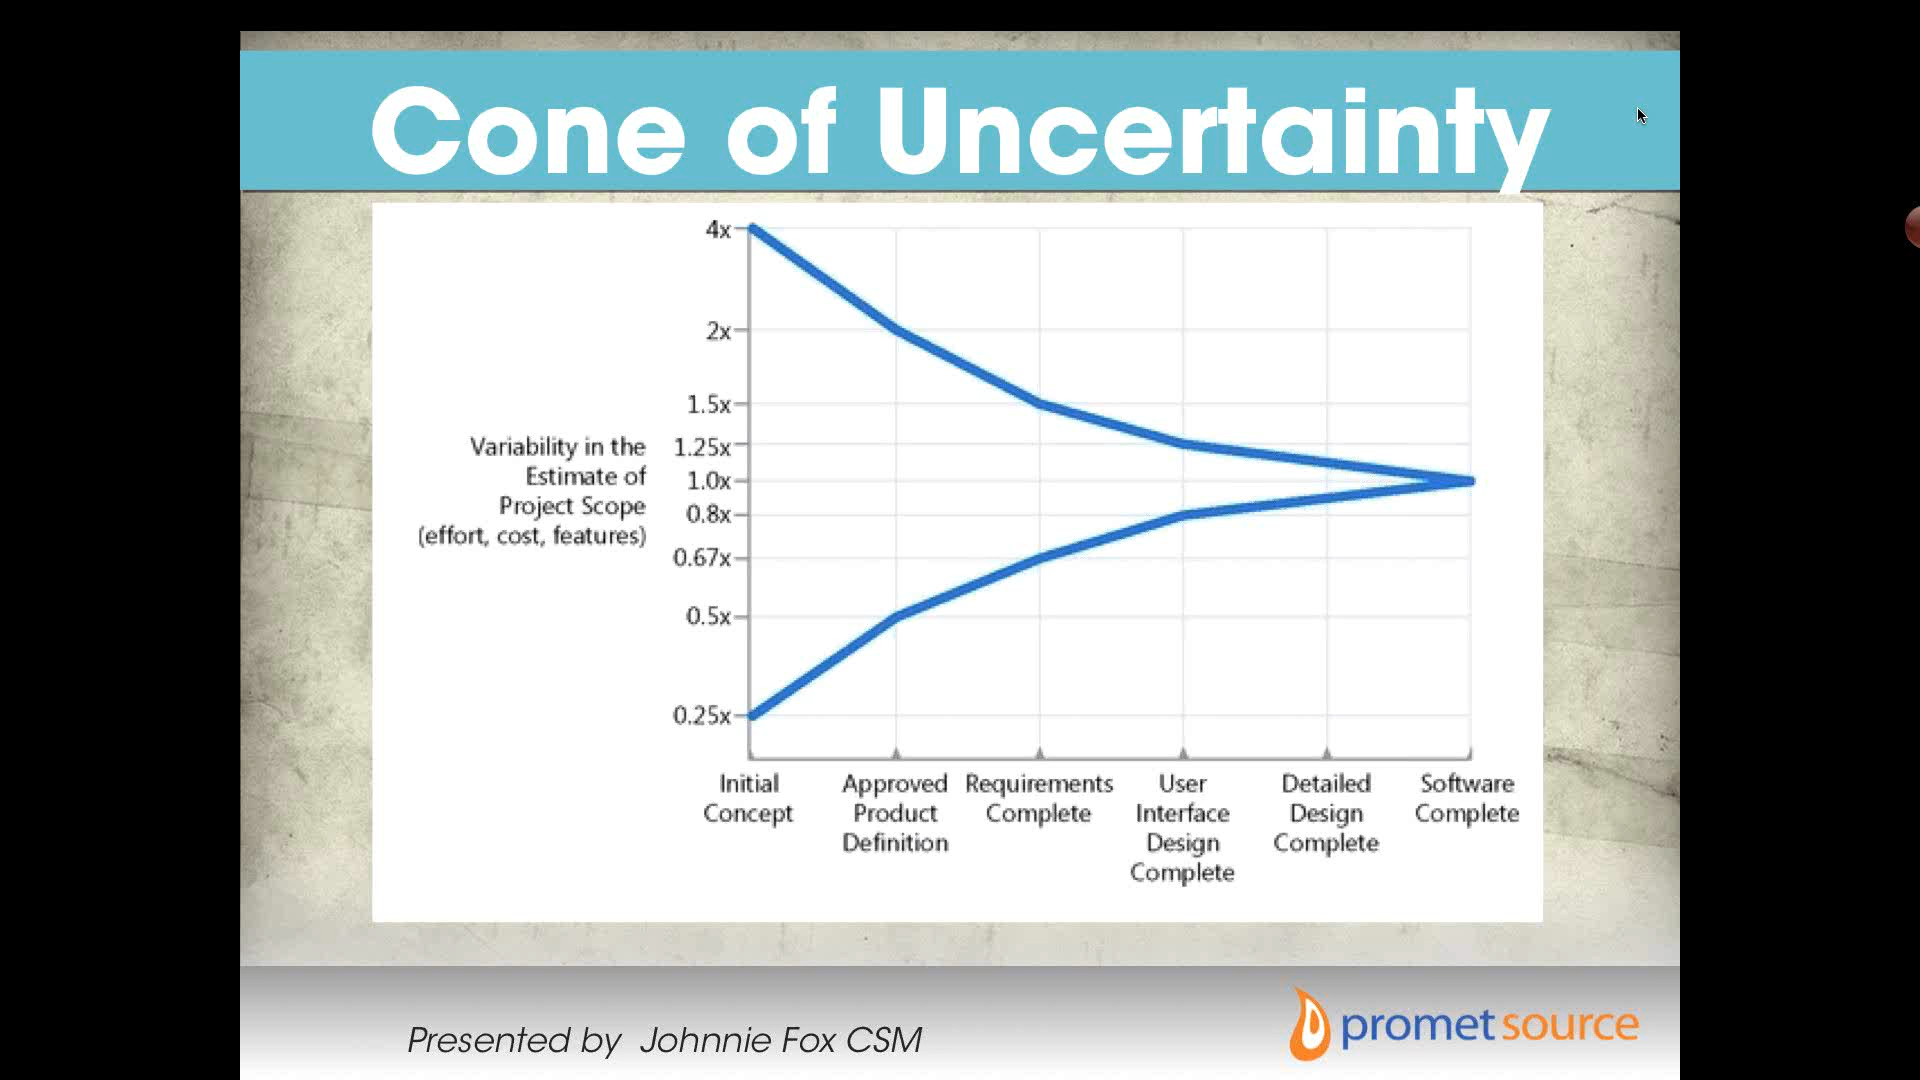 Cone of Uncertainty
4x
2x
1.5x
1.25x
1.0x
0.8x
0.67x
0.5x
0.25x
Variability in the
Estimate of
Project Scope
(effort, cost, features)
Initial
Concept
Approved
Product
Definition
Requirements
Complete
User
Interface
Design
Complete
Detailed
Design
Complete
Software
Complete
Presented by Johnnie Fox CSM
promet source